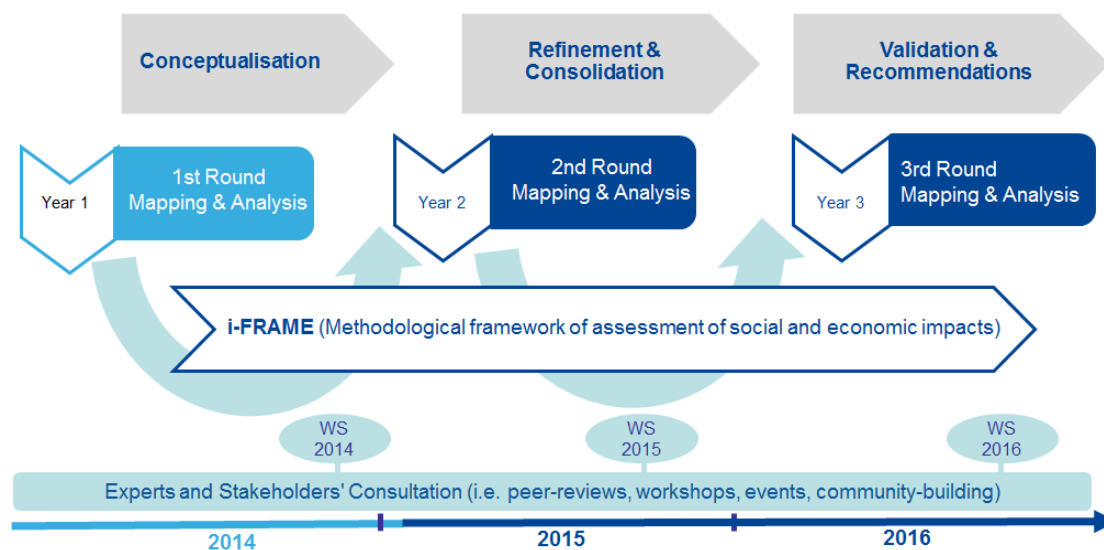 Conceptualisation
Refinement &
Consolidation
Validation &
Recommendations
Year 1
1st Round
Mapping & Analysis
Year 2
2nd Round
Mapping & Analysis
Year 3
3rd Round
Mapping & Analysis
i-FRAME (Methodological framework of assessment of social and economic impacts)
WS
2014
WS
2015
WS
2016
Experts and Stakeholders' Consultation (i.e. peer-reviews, workshops, events, community-building)
2014
2015
2016